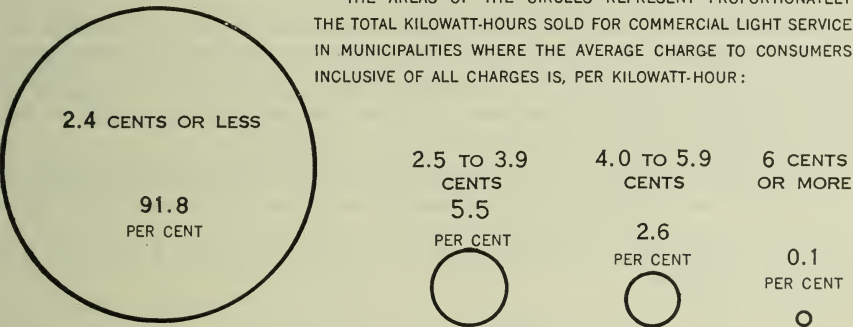 THE AREAS OF THE CIRCLES REPRESENT PROPORTIONATELY
THE TOTAL KILOWATT-HOURS SOLD FOR COMMERCIAL LIGHT SERVICE
IN MUNICIPALITIES WHERE THE AVERAGE CHARGE TO CONSUMERS
INCLUSIVE OF ALL CHARGES IS, PER KILOWATT-HOUR:
2.4 CENTS OR LESS
91.8
PER CENT
2.5 TO 3.9
CENTS
5.5
PER CENT
4.0 TO 5.9
CENTS
2.6
PER CENT
6 CENTS
OR MORE
0.1
PER CENT